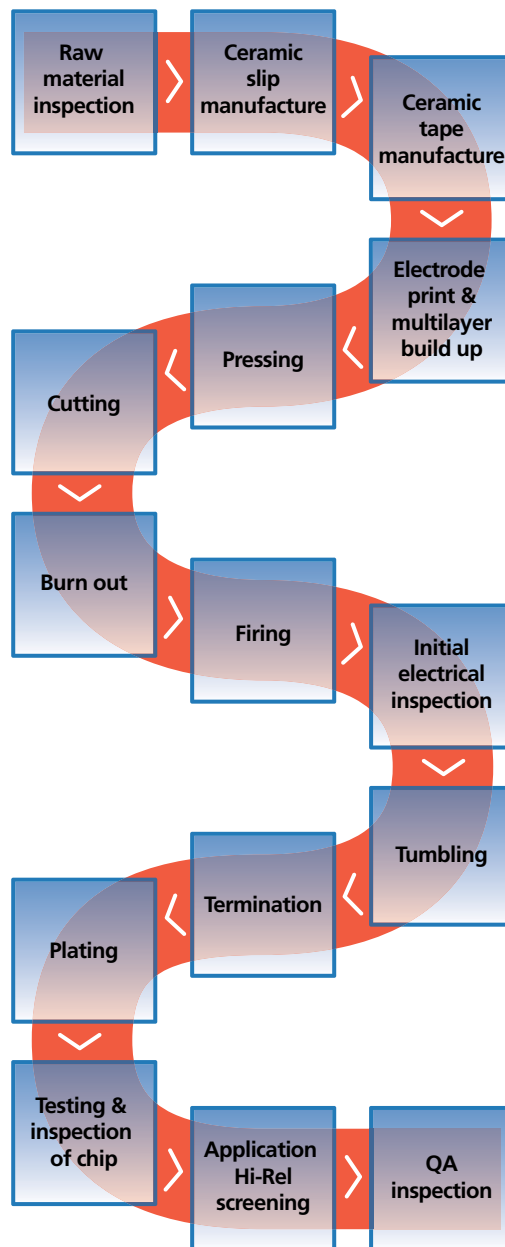 Raw
material
inspection
Ceramic
slip
manufacture
Ceramic
tape
manufacture
Electrode
print &
multilayer
build up
Pressing
Cutting
Burn out
Firing
Initial
electrical
inspection
Tumbling
Termination
Plating
Testing &
inspection
of chip
Application
Hi-Rel
screening
QA
inspection